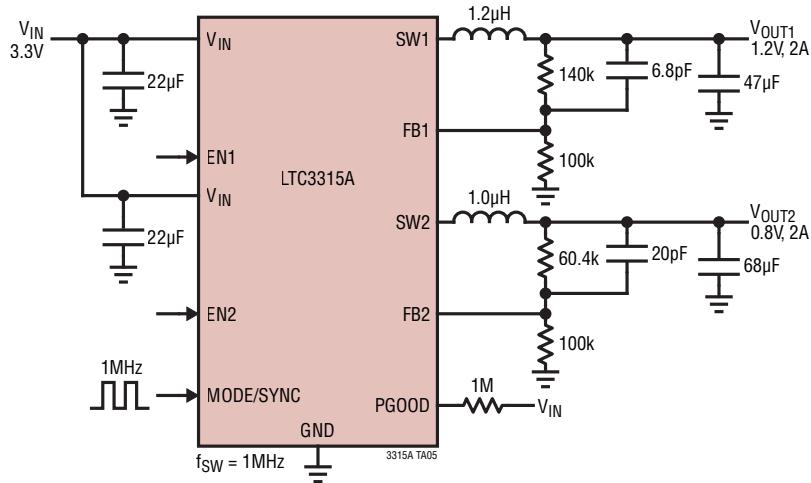 VIN
3.3V
22µF
22µF
VIN
EN1
VIN
EN2
1MHz
MODE/SYNC
GND
fSW = 1MHz
LTC3315A
SW1
FB1
SW2
FB2
PGOOD
3315A TA05
1.2µH
140k
6.8pF
47µF
100k
VOUT1
1.2V, 2A
1.0µH
60.4k
20pF
68µF
100k
VOUT2
0.8V, 2A
1M
VIN